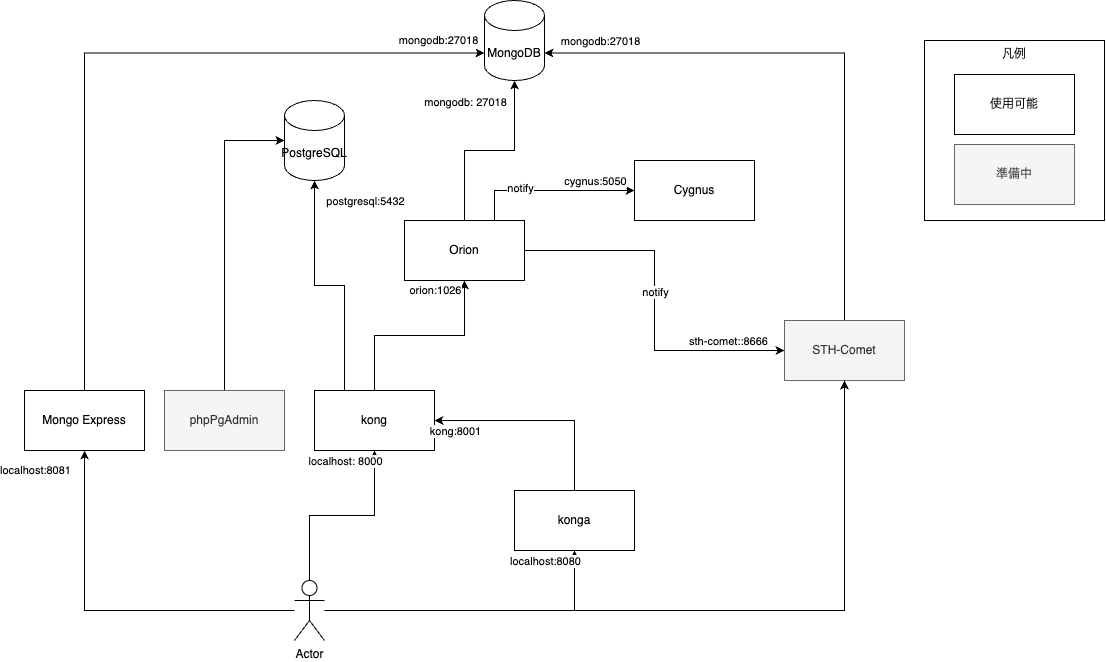 mongodb:27018
MongoDB
mongodb:27018
凡例
使用可能
準備中
mongodb: 27018
PostgreSQL
postgresql:5432
notify
cygnus:5050
Cygnus
Orion
orion:1026
notify
sth-comet::8666
STH-Comet
Mongo Express
phpPgAdmin
kong
kong:8001
localhost:8081
localhost: 8000
konga
localhost:8080
Actor